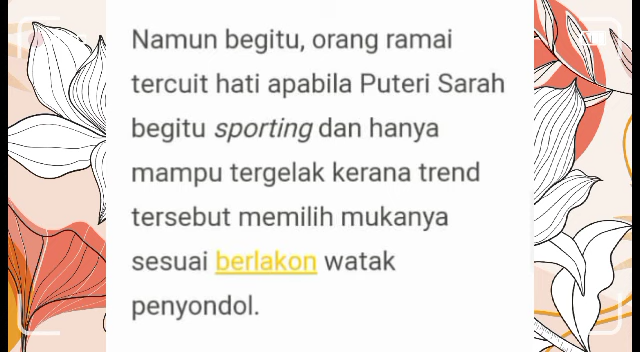 Namun begitu, orang ramai
tercuit hati apabila Puteri Sarah
begitu sporting dan hanya
mampu tergelak kerana trend
tersebut memilih mukanya
sesuai berlakon watak
penyondol.